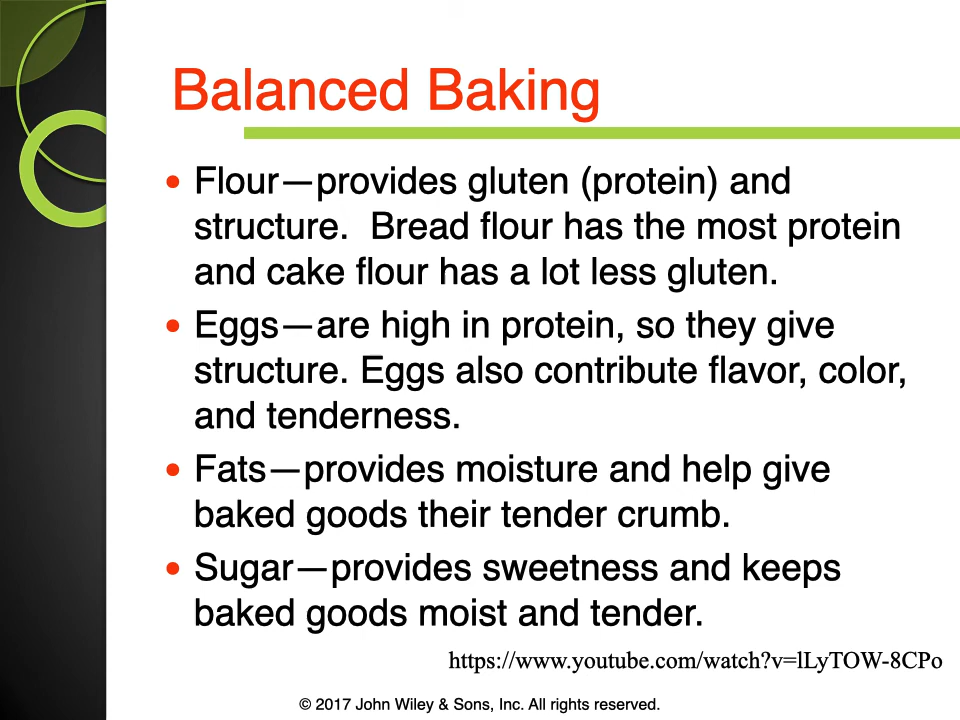 Balanced Baking
• Flour—provides gluten (protein) and
structure.  Bread flour has the most protein
and cake flour has a lot less gluten.
• Eggs—are high in protein, so they give
structure. Eggs also contribute flavor, color,
and tenderness.
• Fats—provides moisture and help give
baked goods their tender crumb.
• Sugar—provides sweetness and keeps
baked goods moist and tender.
https://www.youtube.com/watch?v=lLyTOW-8CPo
© 2017 John Wiley & Sons, Inc. All rights reserved.